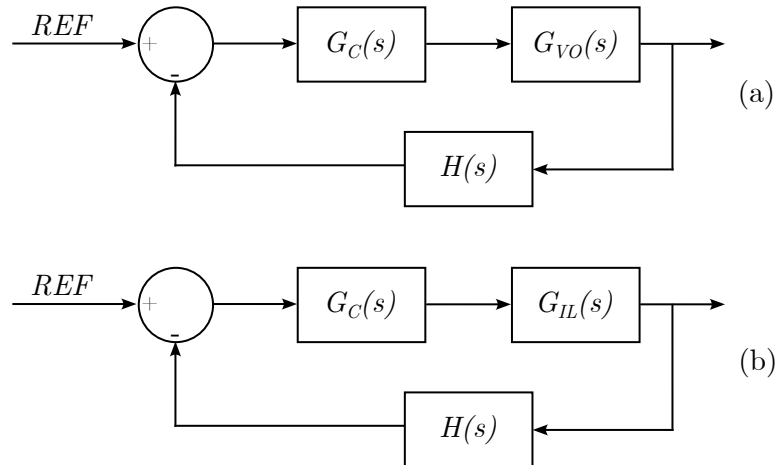 REF
+
-
G_C(s)
G_VO(s)
(a)
H(s)
REF
+
-
G_C(s)
G_IL(s)
(b)
H(s)